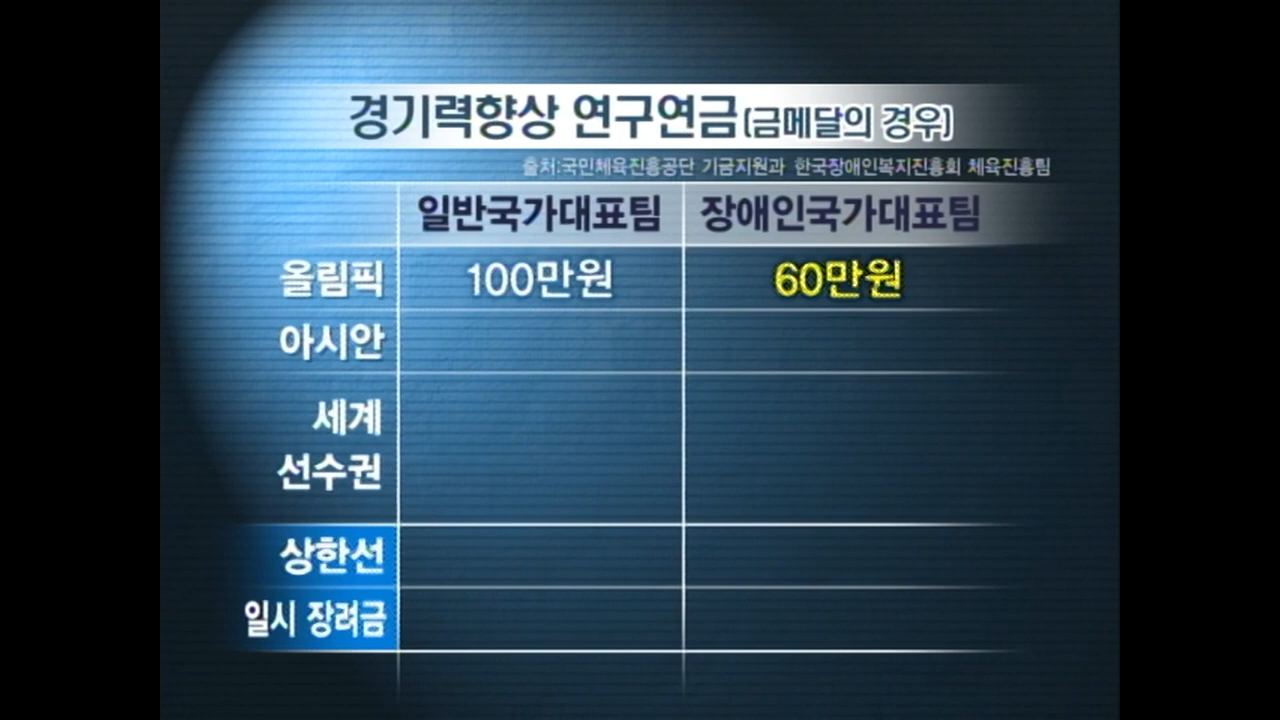 경기력향상 연구연금(금메달의 경우)
출처:국민체육진흥공단 기금지원과 한국장애인복지진흥회 체육진흥팀
일반국가대표팀 장애인국가대표팀
올림픽 100만원 60만원
아시안
세계
선수권
상한선
일시 장려금